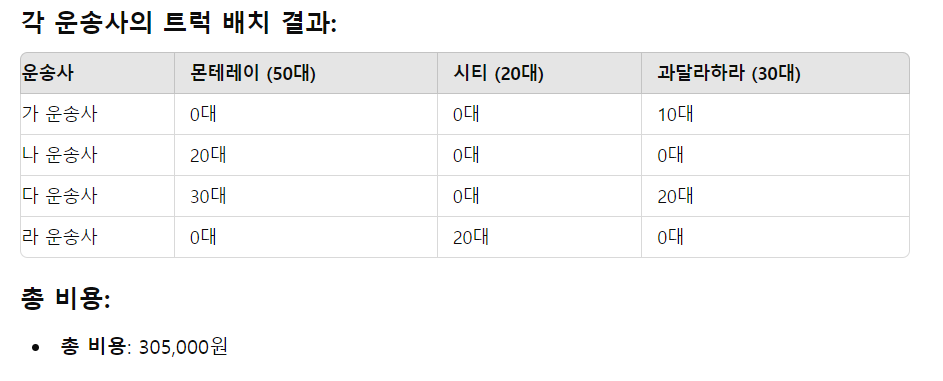 각 운송사의 트럭 배치 결과:
운송사 몬테레이 (50대) 시티 (20대) 과달라하라 (30대)
가 운송사 0대 0대 10대
나 운송사 20대 0대 0대
다 운송사 30대 0대 20대
라 운송사 0대 20대 0대
총 비용:
• 총 비용: 305,000원